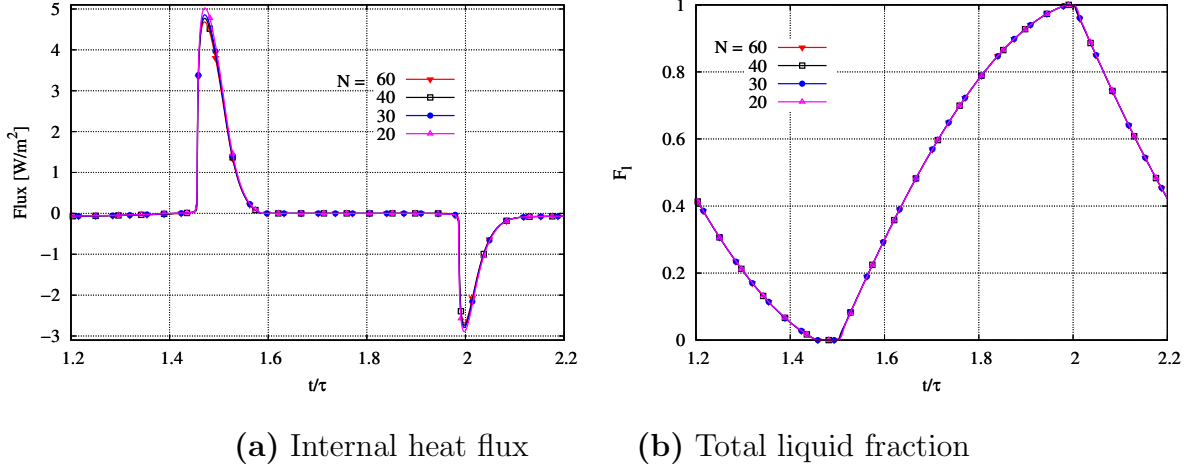 5
4
3
2
1
0
−1
−2
−3
1.2 1.4 1.6 1.8 2 2.2
Flux [W/m²]
t/τ
N = 60
40
30
20
1
0.8
0.6
0.4
0.2
0
1.2 1.4 1.6 1.8 2 2.2
F_l
t/τ
N = 60
40
30
20
(a) Internal heat flux
(b) Total liquid fraction